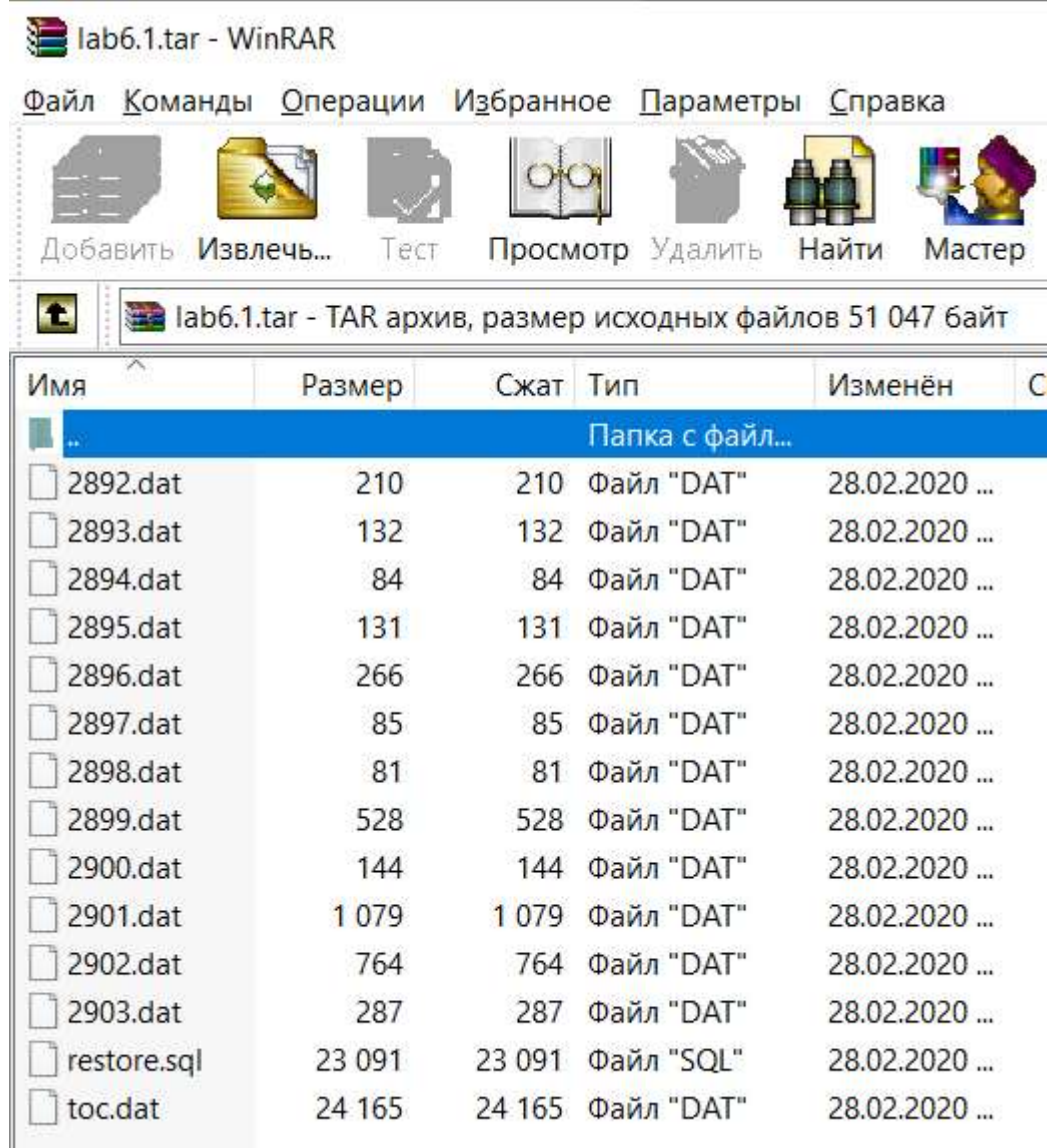 lab6.1.tar - WinRAR
Файл Команды Операции Избранное Параметры Справка
Добавить Извлечь... Тест Просмотр Удалить Найти Мастер
lab6.1.tar - TAR архив, размер исходных файлов 51 047 байт
Имя Размер Сжат Тип Изменён С
.. Папка с файл...
2892.dat 210 210 Файл "DAT" 28.02.2020 ...
2893.dat 132 132 Файл "DAT" 28.02.2020 ...
2894.dat 84 84 Файл "DAT" 28.02.2020 ...
2895.dat 131 131 Файл "DAT" 28.02.2020 ...
2896.dat 266 266 Файл "DAT" 28.02.2020 ...
2897.dat 85 85 Файл "DAT" 28.02.2020 ...
2898.dat 81 81 Файл "DAT" 28.02.2020 ...
2899.dat 528 528 Файл "DAT" 28.02.2020 ...
2900.dat 144 144 Файл "DAT" 28.02.2020 ...
2901.dat 1 079 1 079 Файл "DAT" 28.02.2020 ...
2902.dat 764 764 Файл "DAT" 28.02.2020 ...
2903.dat 287 287 Файл "DAT" 28.02.2020 ...
restore.sql 23 091 23 091 Файл "SQL" 28.02.2020 ...
toc.dat 24 165 24 165 Файл "DAT" 28.02.2020 ...